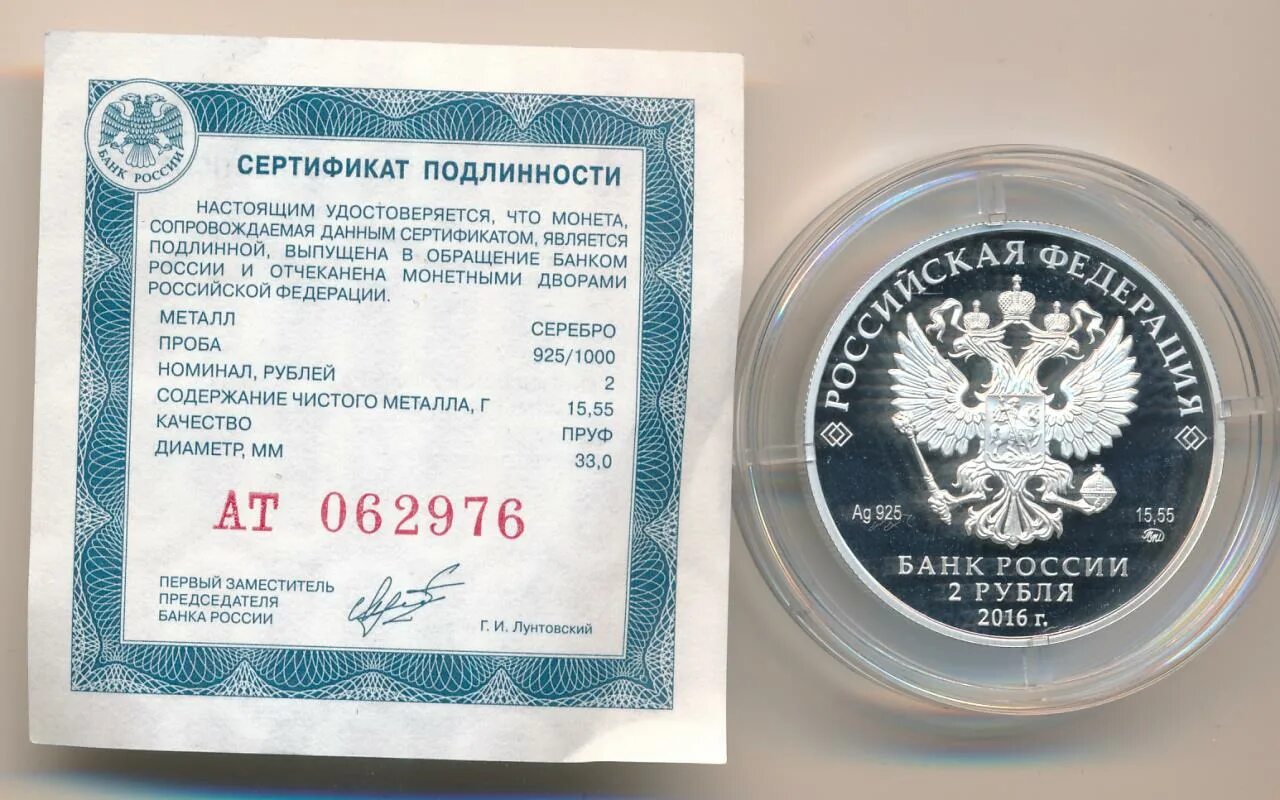 БАНК РОССИИ
СЕРТИФИКАТ ПОДЛИННОСТИ
НАСТОЯЩИМ УДОСТОВЕРЯЕТСЯ, ЧТО МОНЕТА,
СОПРОВОЖДАЕМАЯ ДАННЫМ СЕРТИФИКАТОМ, ЯВЛЯЕТСЯ
ПОДЛИННОЙ, ВЫПУЩЕНА В ОБРАЩЕНИЕ БАНКОМ
РОССИИ И ОТЧЕКАНЕНА МОНЕТНЫМИ ДВОРАМИ
РОССИЙСКОЙ ФЕДЕРАЦИИ.
МЕТАЛЛ СЕРЕБРО
ПРОБА 925/1000
НОМИНАЛ, РУБЛЕЙ 2
СОДЕРЖАНИЕ ЧИСТОГО МЕТАЛЛА, Г 15,55
КАЧЕСТВО ПРУФ
ДИАМЕТР, ММ 33,0
АТ 062976
ПЕРВЫЙ ЗАМЕСТИТЕЛЬ
ПРЕДСЕДАТЕЛЯ
БАНКА РОССИИ
Г. И. Лунтовский
РОССИЙСКАЯ ФЕДЕРАЦИЯ
Ag 925 15,55
БАНК РОССИИ
2 РУБЛЯ
2016 г.